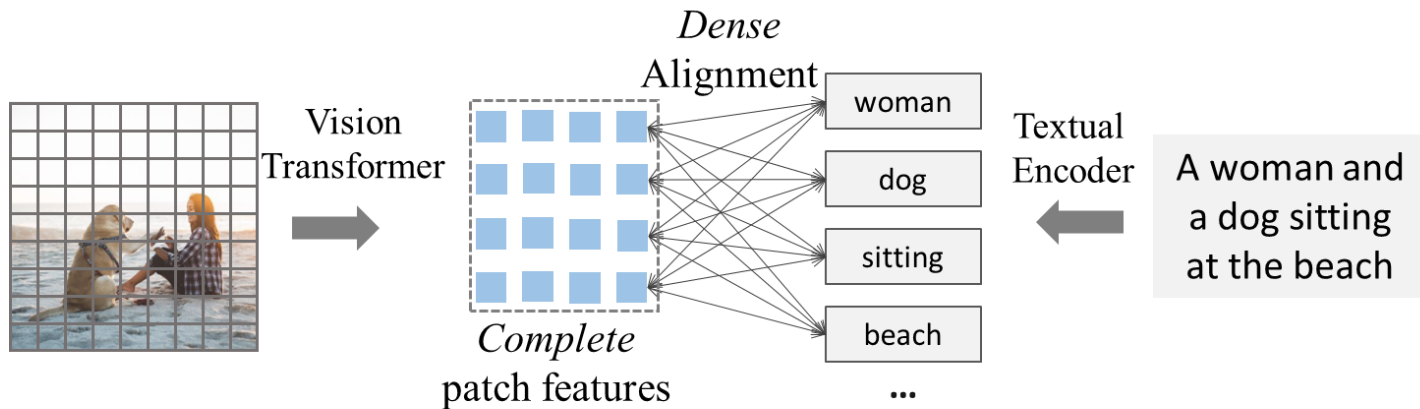 Vision
Transformer
Dense
Alignment
Complete
patch features
woman
dog
sitting
beach
...
Textual
Encoder
A woman and
a dog sitting
at the beach